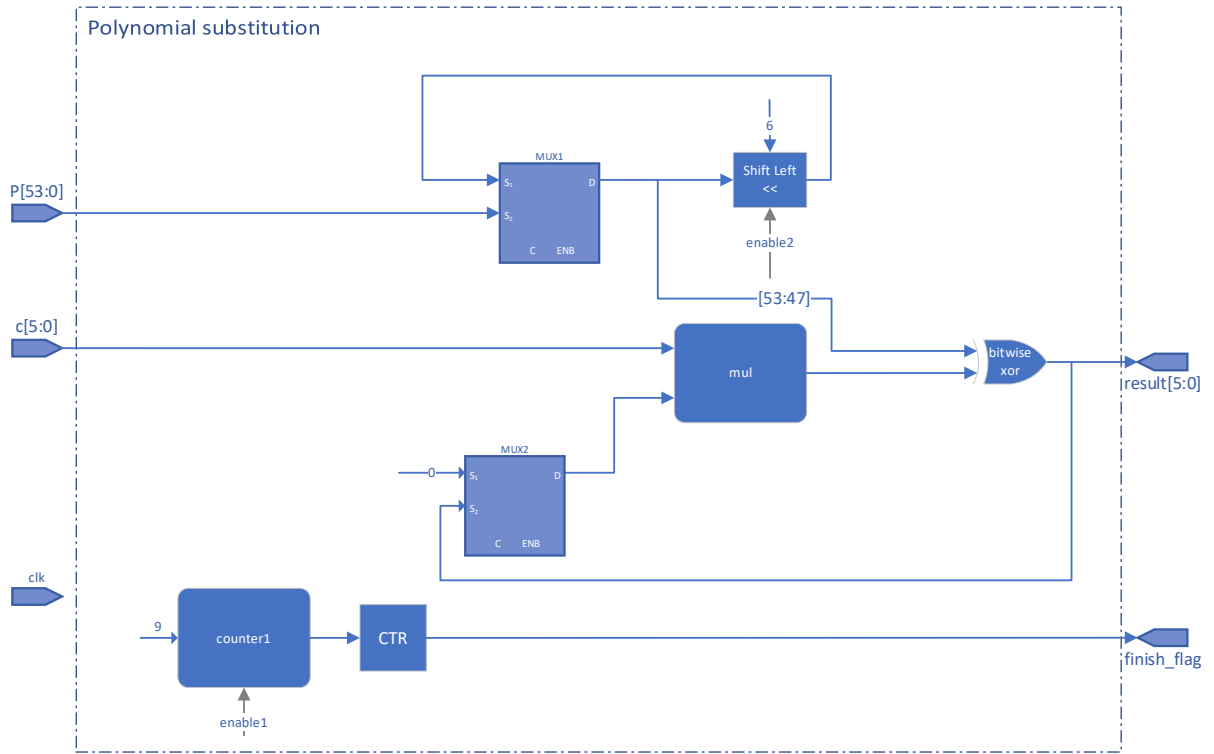 Polynomial substitution
6
MUX1
Shift Left
<<
S₁
D
P[53:0]
S₂
C ENB
enable2
[53:47]
c[5:0]
mul
bitwise
xor
result[5:0]
MUX2
0
S₁
D
S₂
C ENB
clk
9
counter1
CTR
finish_flag
enable1